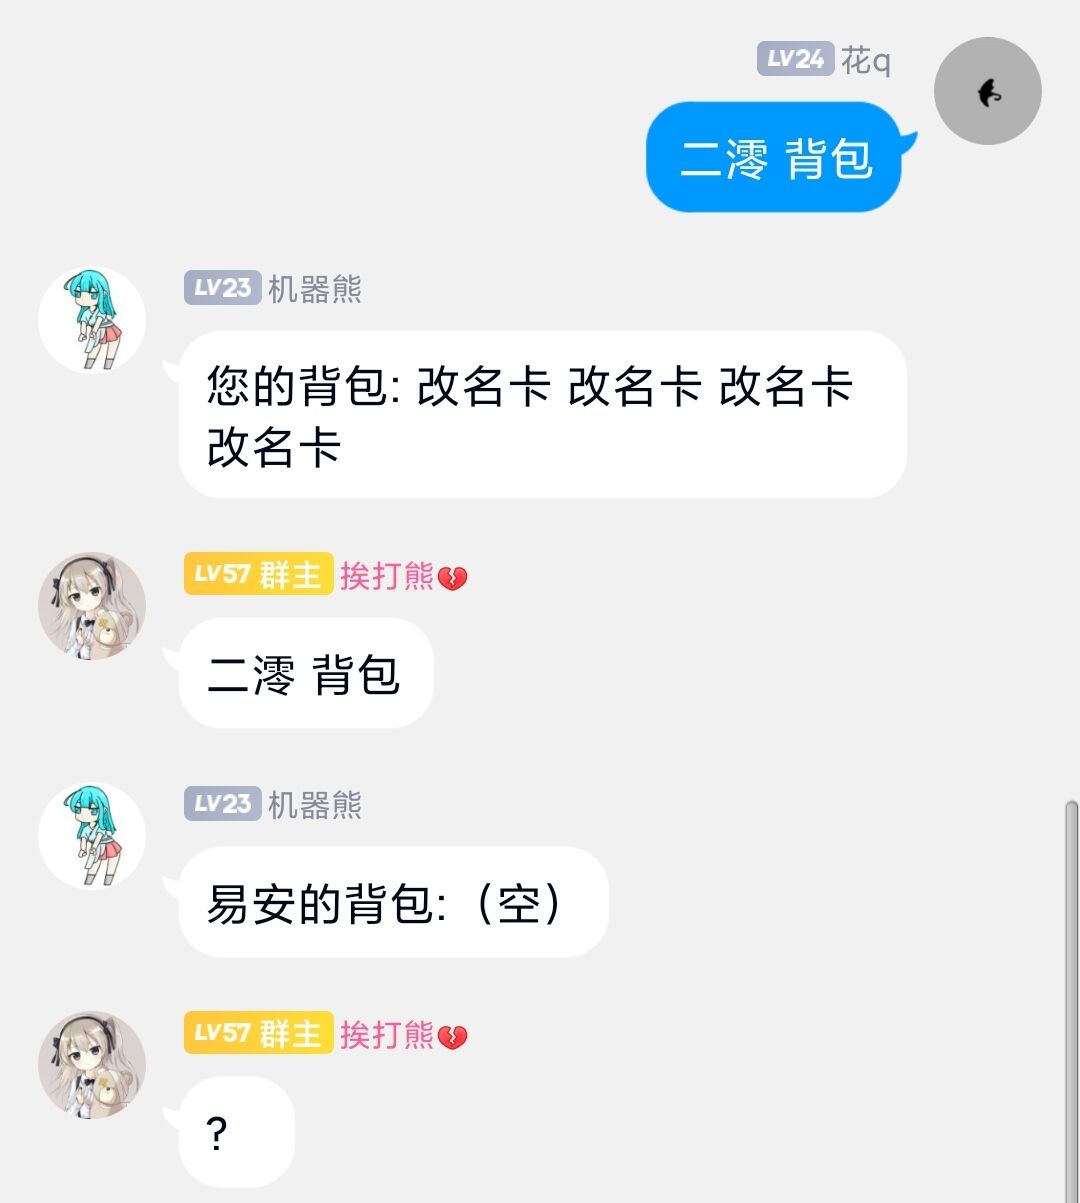 LV24 花q
二澪 背包
LV23 机器熊
您的背包: 改名卡 改名卡 改名卡
改名卡
LV57 群主 挨打熊💔
二澪 背包
LV23 机器熊
易安的背包:（空）
LV57 群主 挨打熊💔
?